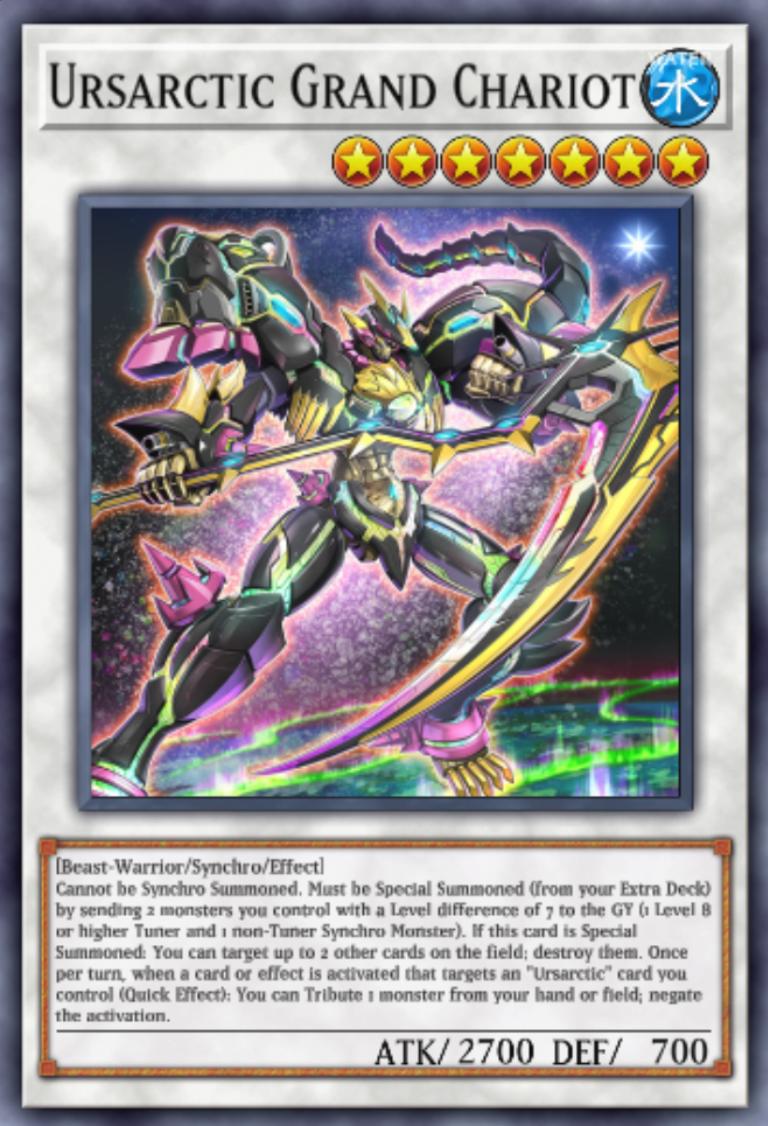 Ursarctic Grand Chariot
WATER
水
[Beast-Warrior/Synchro/Effect]
Cannot be Synchro Summoned. Must be Special Summoned (from your Extra Deck)
by sending 2 monsters you control with a Level difference of 7 to the GY (1 Level 8
or higher Tuner and 1 non-Tuner Synchro Monster). If this card is Special
Summoned: You can target up to 2 other cards on the field; destroy them. Once
per turn, when a card or effect is activated that targets an "Ursarctic" card you
control (Quick Effect): You can Tribute 1 monster from your hand or field; negate
the activation.
ATK/ 2700 DEF/ 700